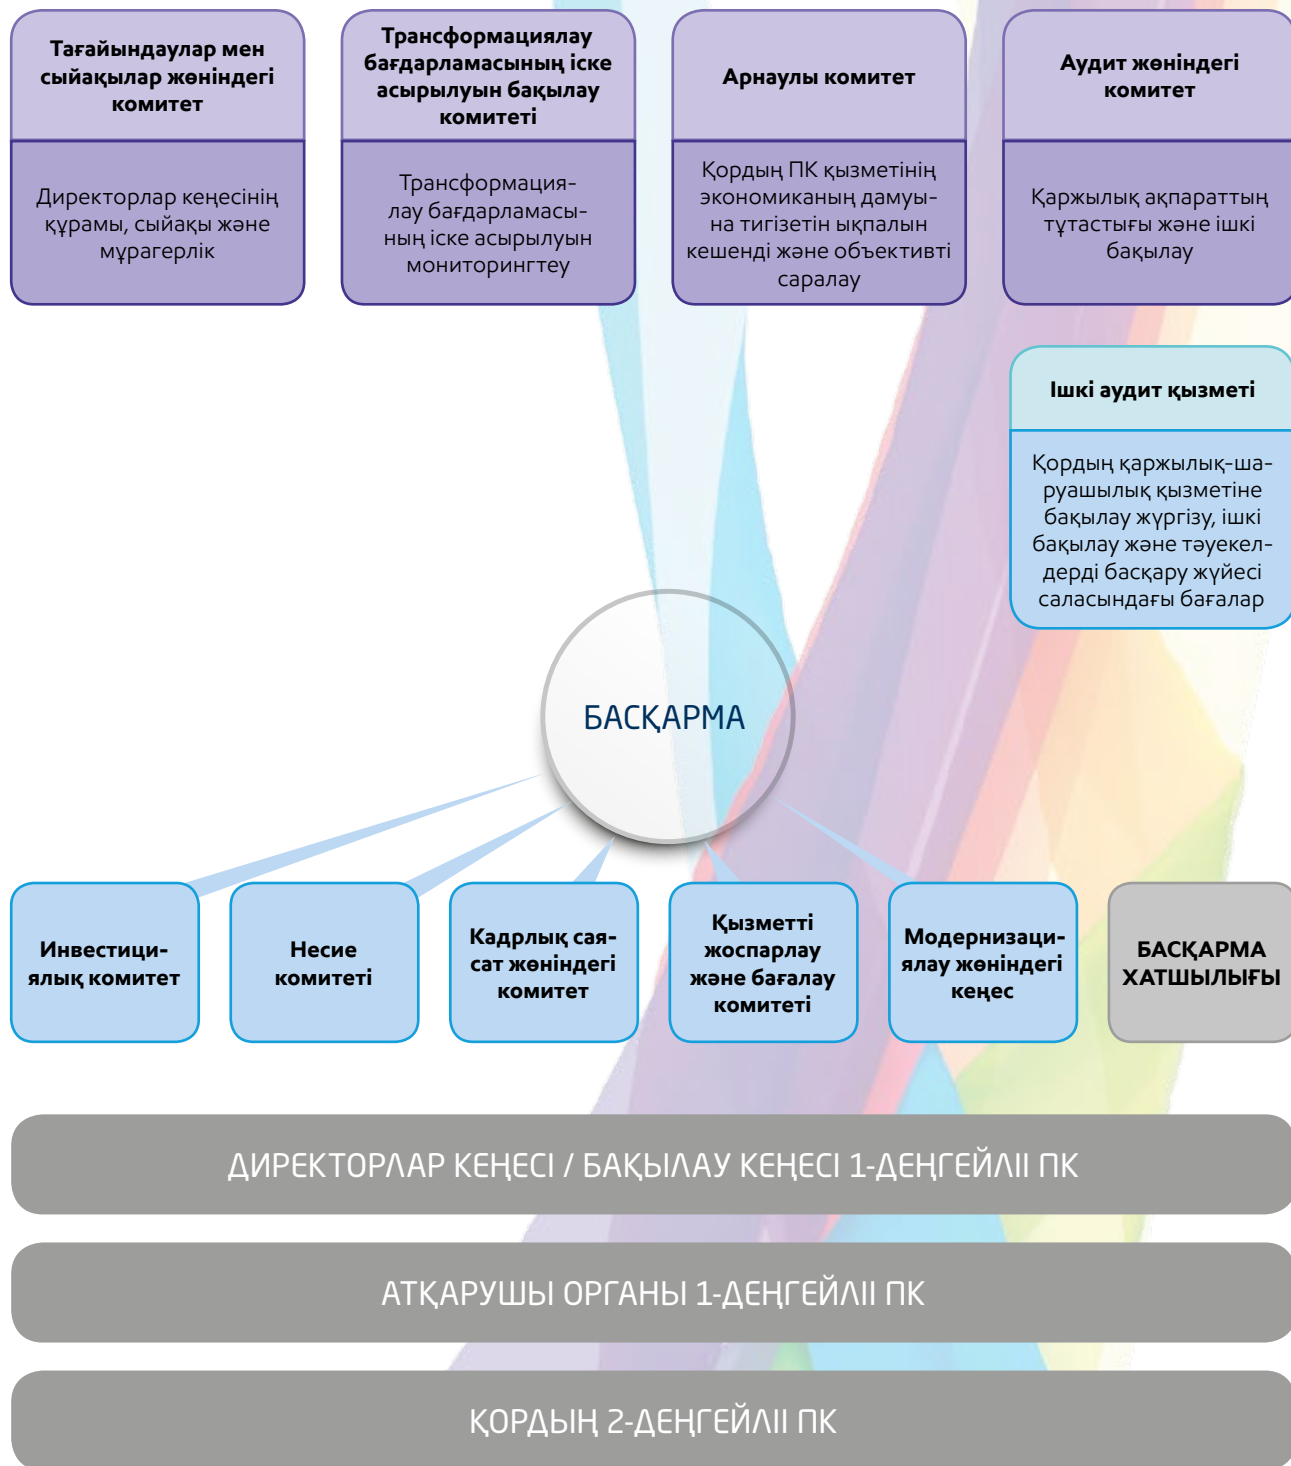 Тағайындаулар мен
сыйақылар жөніндегі
комитет
Директорлар кеңесінің
құрамы, сыйақы және
мұрагерлік
Трансформациялау
бағдарламасының іске
асырылуын бақылау
комитеті
Трансформация-
лау бағдарламасы-
ның іске асырылуын
мониторингтеу
Арнаулы комитет
Қордың ПК қызметінің
экономиканың дамуы-
на тигізетін ықпалын
кешенді және объективті
саралау
Аудит жөніндегі
комитет
Қаржылық ақпараттың
тұтастығы және ішкі
бақылау
Ішкі аудит қызметі
Қордың қаржылық-ша-
руашылық қызметіне
бақылау жүргізу, ішкі
бақылау және тәуекел-
дерді басқару жүйесі
саласындағы бағалар
БАСҚАРМА
Инвестици-
ялық комитет
Несие
комитеті
Кадрлық сая-
сат жөніндегі
комитет
Қызметті
жоспарлау
және бағалау
комитеті
Модернизаци-
ялау жөніндегі
кеңес
БАСҚАРМА
ХАТШЫЛЫҒЫ
ДИРЕКТОРЛАР КЕҢЕСІ / БАҚЫЛАУ КЕҢЕСІ 1-ДЕҢГЕЙЛІІ ПК
АТҚАРУШЫ ОРГАНЫ 1-ДЕҢГЕЙЛІІ ПК
ҚОРДЫҢ 2-ДЕҢГЕЙЛІІ ПК